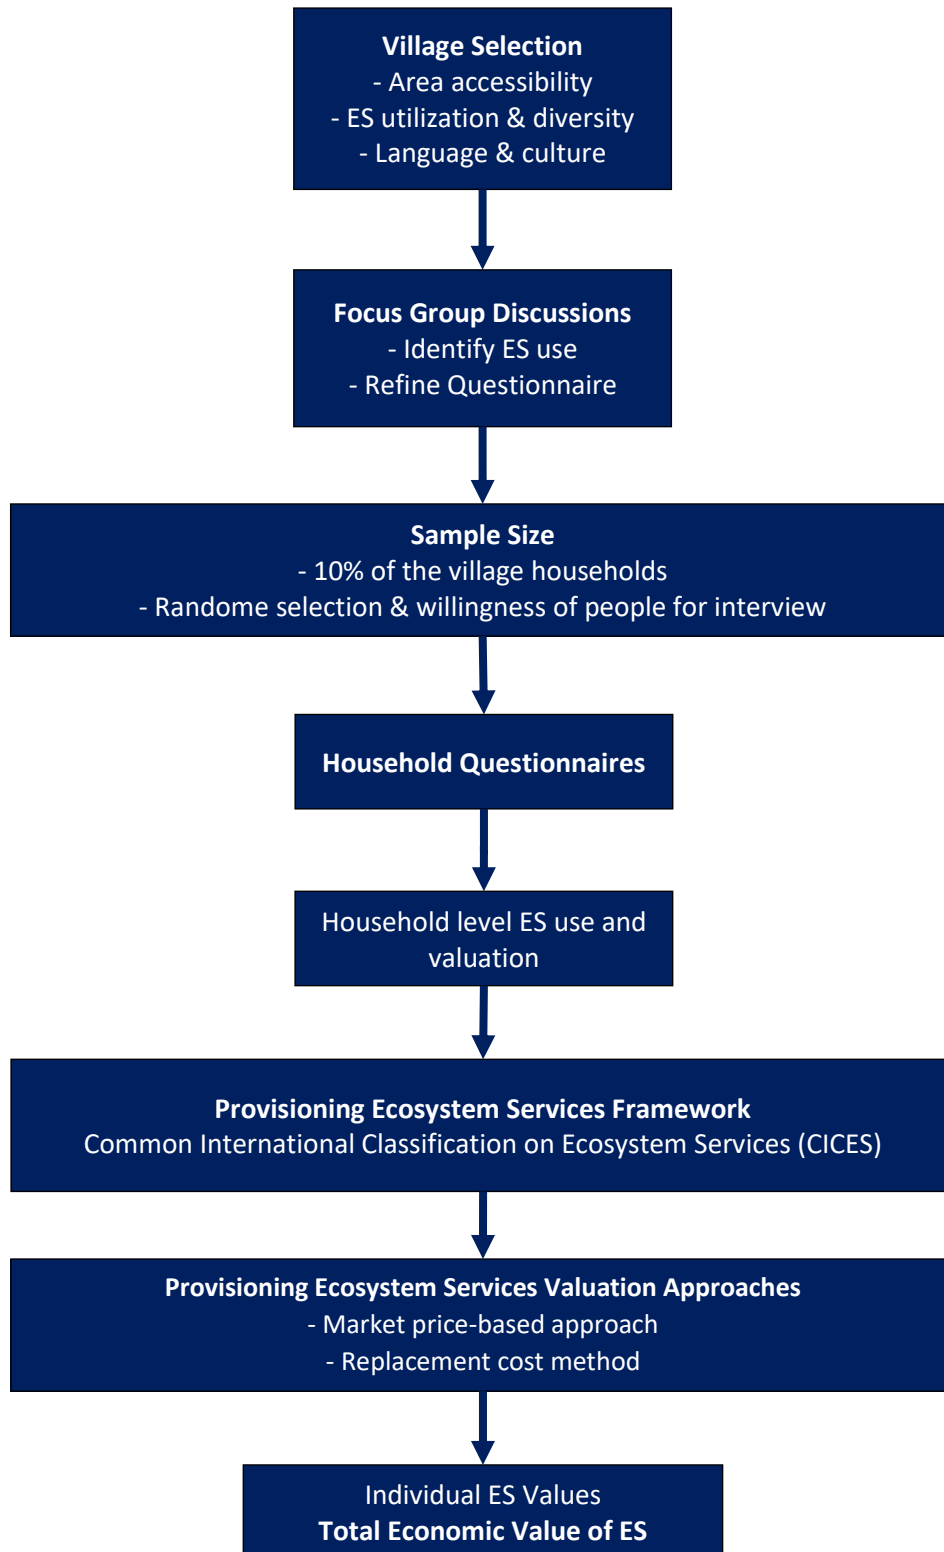 Village Selection
- Area accessibility
- ES utilization & diversity
- Language & culture
Focus Group Discussions
- Identify ES use
- Refine Questionnaire
Sample Size
- 10% of the village households
- Randome selection & willingness of people for interview
Household Questionnaires
Household level ES use and
valuation
Provisioning Ecosystem Services Framework
Common International Classification on Ecosystem Services (CICES)
Provisioning Ecosystem Services Valuation Approaches
- Market price-based approach
- Replacement cost method
Individual ES Values
Total Economic Value of ES